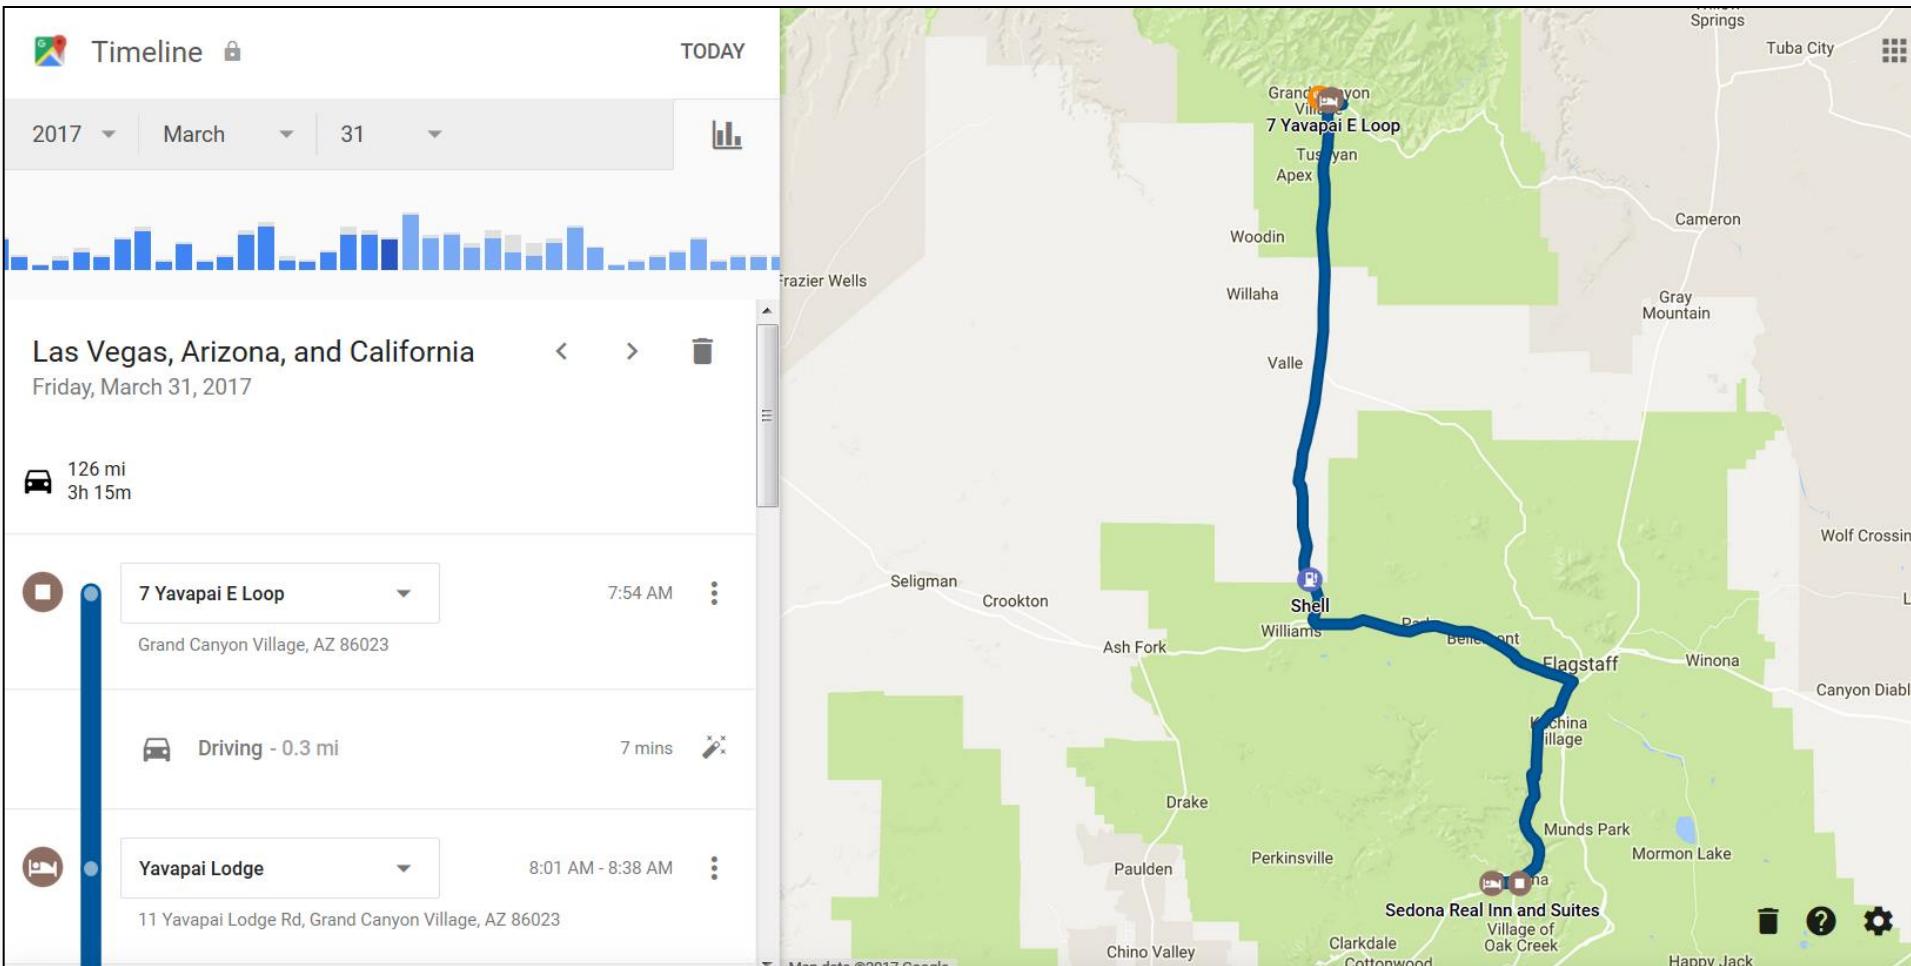 Timeline
TODAY
2017
March
31
Las Vegas, Arizona, and California
Friday, March 31, 2017
126 mi
3h 15m
7 Yavapai E Loop
7:54 AM
Grand Canyon Village, AZ 86023
Driving - 0.3 mi
7 mins
Yavapai Lodge
8:01 AM - 8:38 AM
11 Yavapai Lodge Rd, Grand Canyon Village, AZ 86023
Springs
Tuba City
7 Yavapai E Loop
Apex
Cameron
Woodin
Frazier Wells
Willaha
Gray
Mountain
Valle
Seligman
Crookton
Shell
Williams
Ash Fork
Flagstaff
Winona
Drake
Munds Park
Mormon Lake
Perkinsville
Paulden
Sedona Real Inn and Suites
Village of
Oak Creek
Clarkdale
Cottonwood
Chino Valley
Happy Jack
Map data ©2017 Google